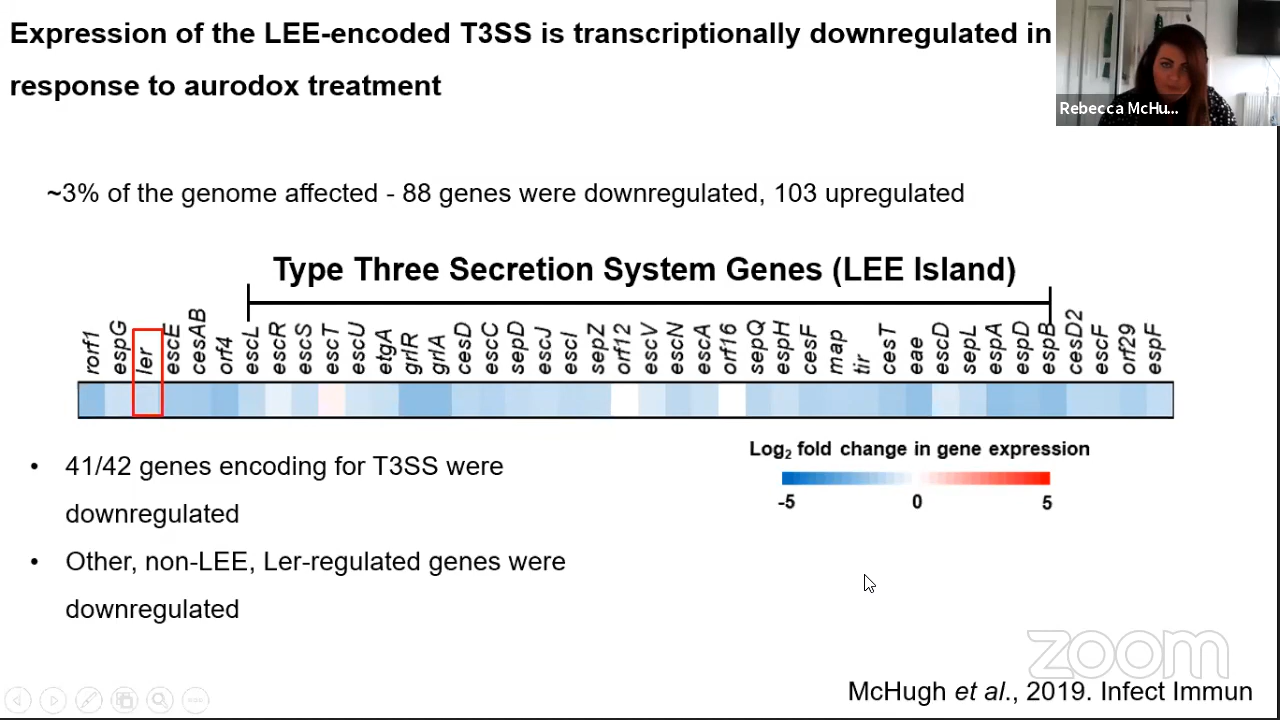 Expression of the LEE-encoded T3SS is transcriptionally downregulated in
response to aurodox treatment
Rebecca McHu...
~3% of the genome affected - 88 genes were downregulated, 103 upregulated
Type Three Secretion System Genes (LEE Island)
rorf1 espG ler escE cesAB orf4 escL escR escS escT escU etgA grlR grlA cesD escC sepD escJ escI sepZ orf12 escV escN escA orf16 sepQ espH cesF map tir cesT eae escD sepL espA espD espB cesD2 escF orf29 espF
Log2 fold change in gene expression
-5 0 5
• 41/42 genes encoding for T3SS were
downregulated
• Other, non-LEE, Ler-regulated genes were
downregulated
zoom
McHugh et al., 2019. Infect Immun